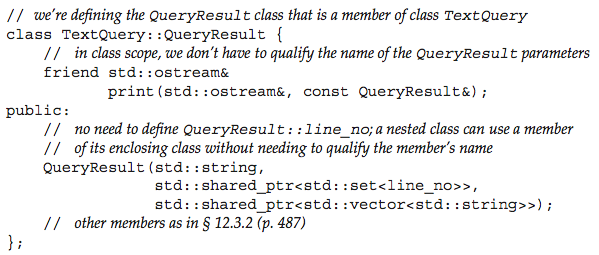 // we're defining the QueryResult class that is a member of class TextQuery
class TextQuery::QueryResult {
// in class scope, we don't have to qualify the name of the QueryResult parameters
friend std::ostream&
print(std::ostream&, const QueryResult&);
public:
// no need to define QueryResult::line_no; a nested class can use a member
// of its enclosing class without needing to qualify the member's name
QueryResult(std::string,
std::shared_ptr<std::set<line_no>>,
std::shared_ptr<std::vector<std::string>>);
// other members as in § 12.3.2 (p. 487)
};